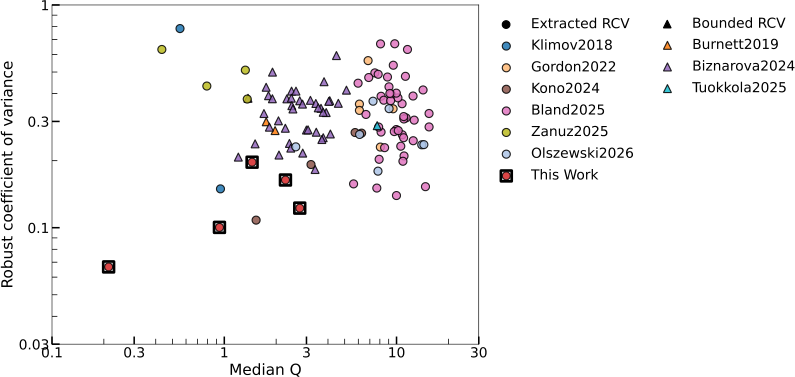 1
0.3
0.1
0.03
Robust coefficient of variance
0.1
0.3
1
3
10
30
Median Q
Extracted RCV
Klimov2018
Gordon2022
Kono2024
Bland2025
Zanuz2025
Olszewski2026
This Work
Bounded RCV
Burnett2019
Biznarova2024
Tuokkola2025